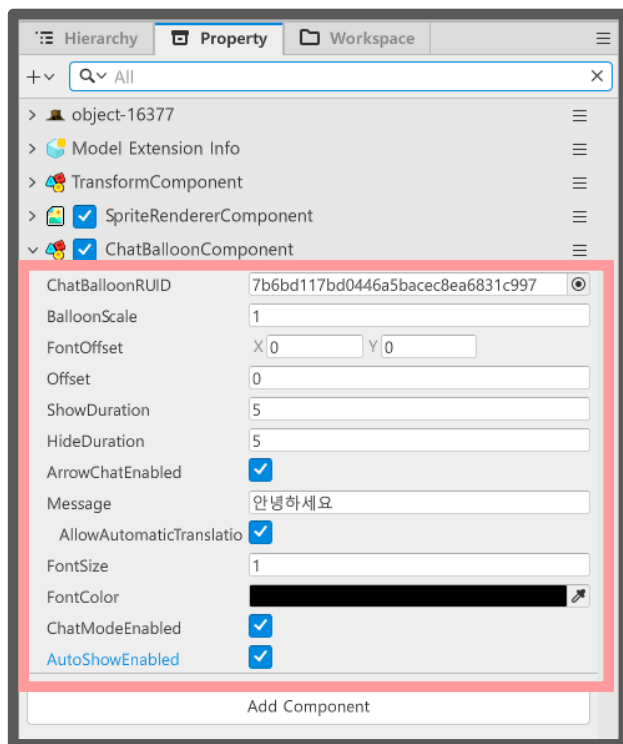 Hierarchy Property Workspace
All
object-16377
Model Extension Info
TransformComponent
SpriteRendererComponent
ChatBalloonComponent
ChatBalloonRUID 7b6bd117bd0446a5bacec8ea6831c997
BalloonScale 1
FontOffset X 0 Y 0
Offset 0
ShowDuration 5
HideDuration 5
ArrowChatEnabled
Message 안녕하세요
AllowAutomaticTranslatio
FontSize 1
FontColor
ChatModeEnabled
AutoShowEnabled
Add Component